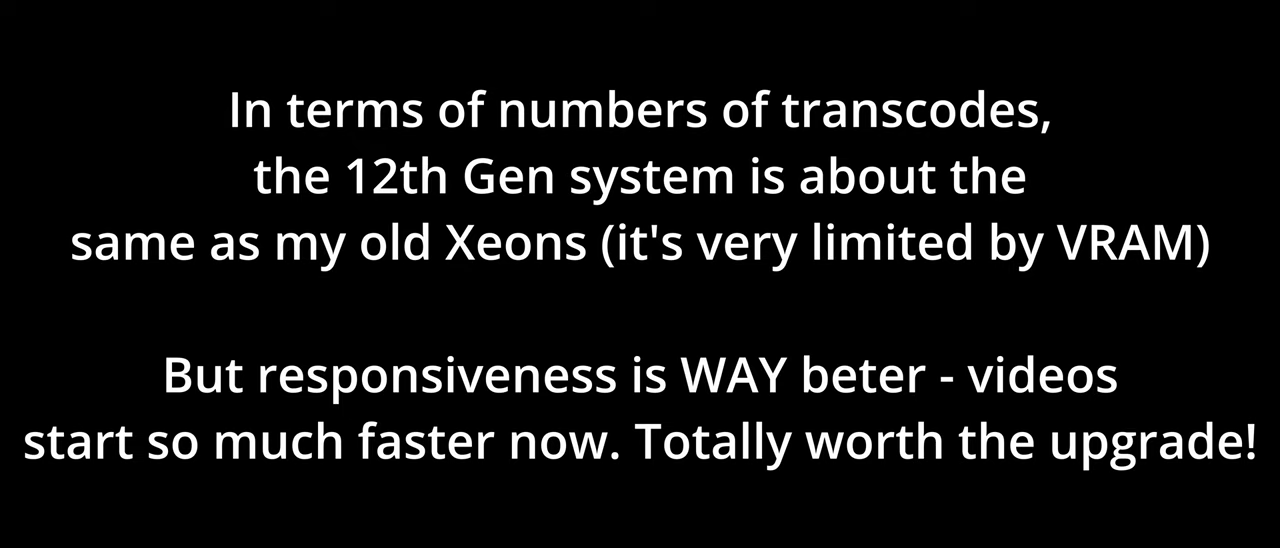 In terms of numbers of transcodes,
the 12th Gen system is about the
same as my old Xeons (it's very limited by VRAM)
But responsiveness is WAY beter - videos
start so much faster now. Totally worth the upgrade!